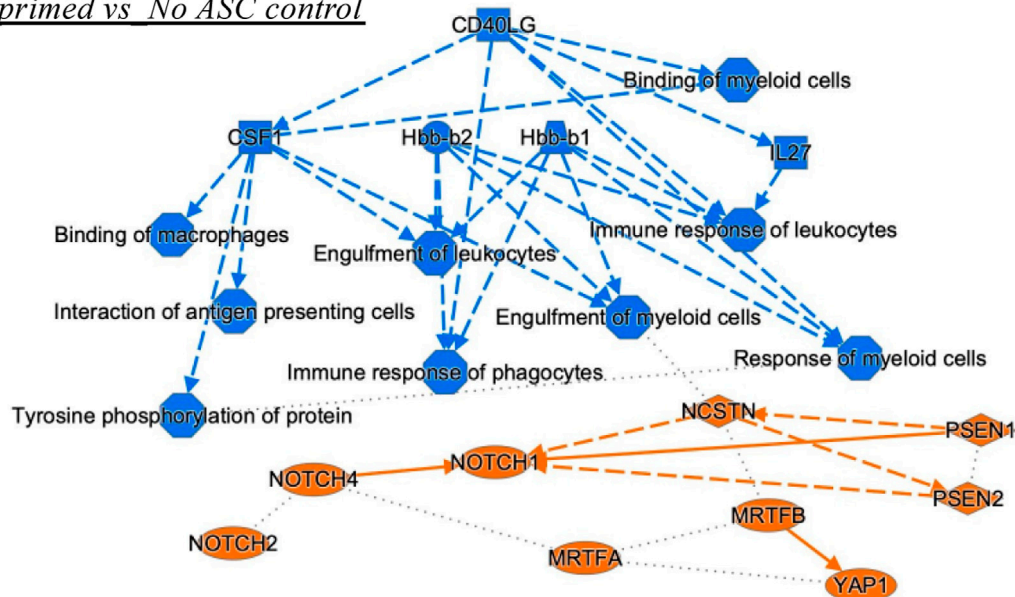 primed vs_No ASC control
CD40LG
Binding of myeloid cells
CSF1
Hbb-b2
Hbb-b1
IL27
Binding of macrophages
Engulfment of leukocytes
Immune response of leukocytes
Interaction of antigen presenting cells
Engulfment of myeloid cells
Immune response of phagocytes
Response of myeloid cells
Tyrosine phosphorylation of protein
NCSTN
PSEN1
NOTCH1
NOTCH4
PSEN2
MRTFB
NOTCH2
MRTFA
YAP1